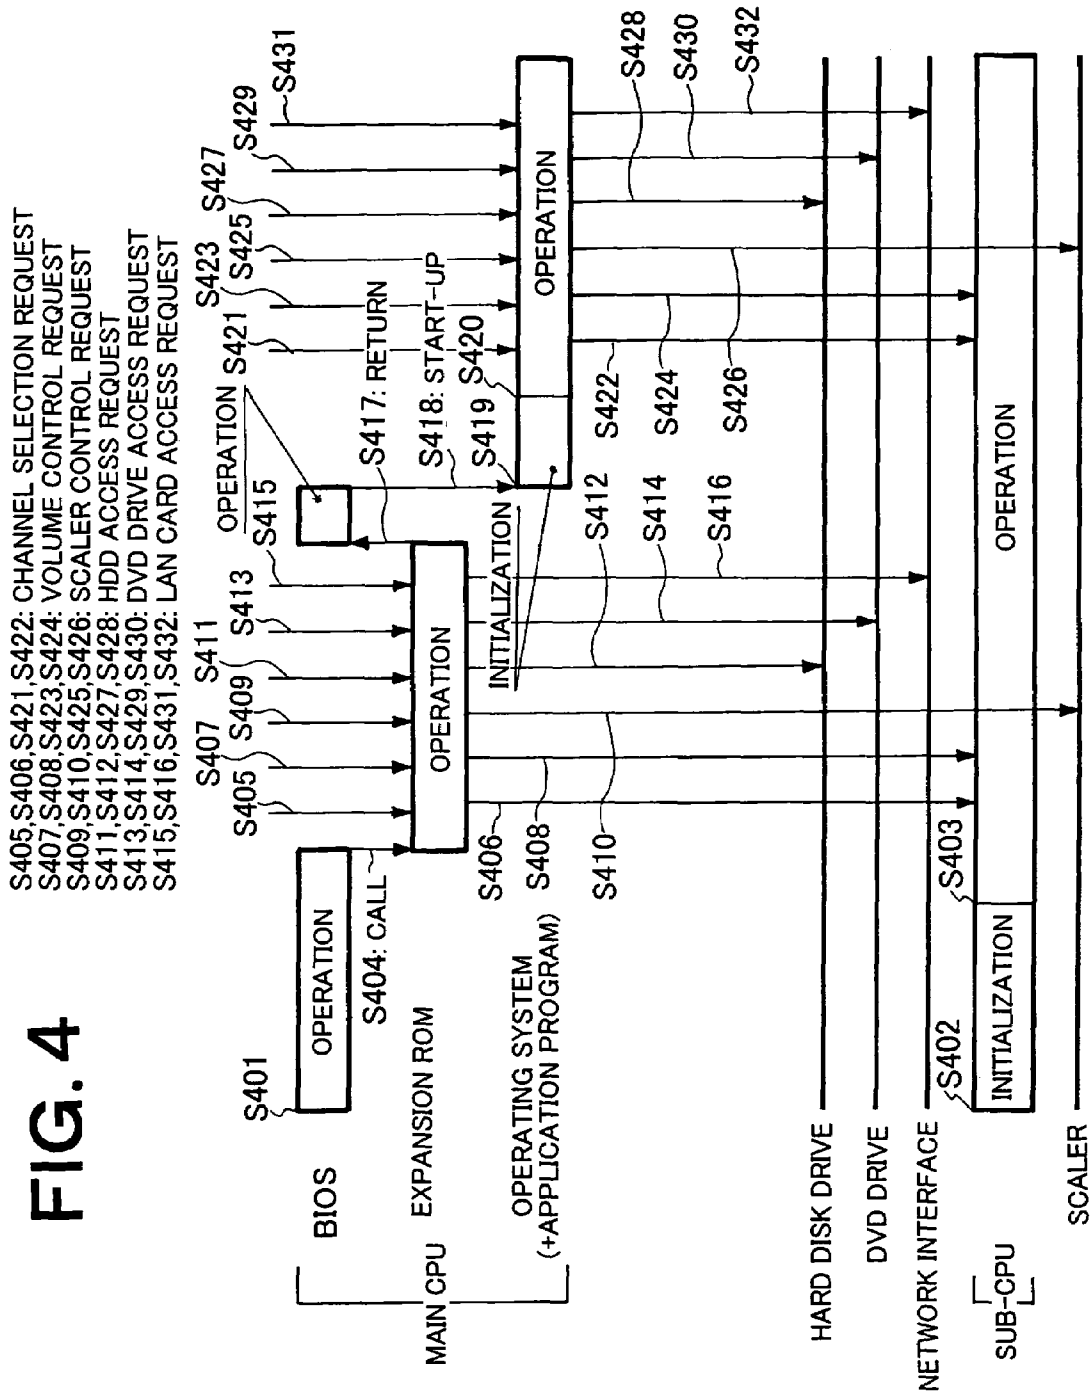 FIG. 4
S405,S406,S421,S422: CHANNEL SELECTION REQUEST
S407,S408,S423,S424: VOLUME CONTROL REQUEST
S409,S410,S425,S426: SCALER CONTROL REQUEST
S411,S412,S427,S428: HDD ACCESS REQUEST
S413,S414,S429,S430: DVD DRIVE ACCESS REQUEST
S415,S416,S431,S432: LAN CARD ACCESS REQUEST
MAIN CPU
BIOS
S401
OPERATION
OPERATION
S404: CALL
S417: RETURN
S418: START-UP
EXPANSION ROM
S405
S407
S409
S411
S413
S415
OPERATION
OPERATING SYSTEM
(+APPLICATION PROGRAM)
INITIALIZATION
S419
S420
S421
S423
S425
S427
S429
S431
OPERATION
S406
S408
S410
S412
S414
S416
S422
S424
S426
S428
S430
S432
HARD DISK DRIVE
DVD DRIVE
NETWORK INTERFACE
SUB-CPU
S402
INITIALIZATION
S403
OPERATION
SCALER